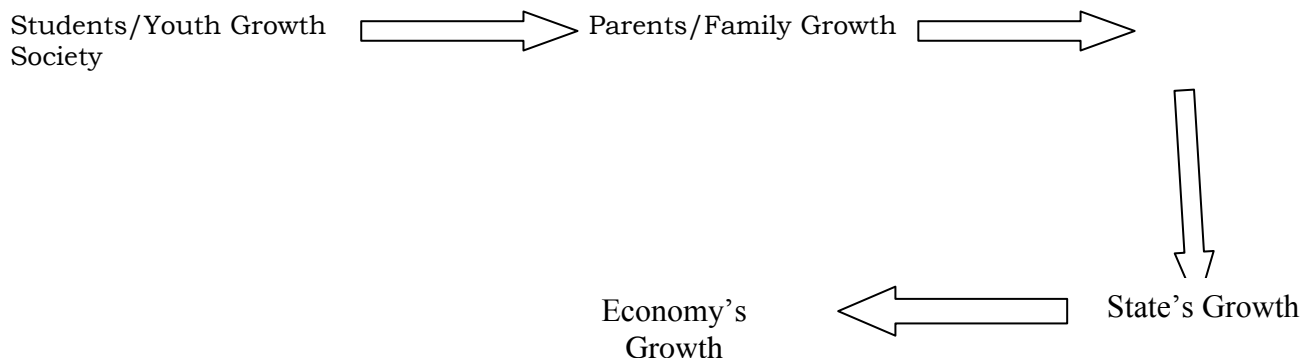 Students/Youth Growth
Society
Parents/Family Growth
State's Growth
Economy's
Growth